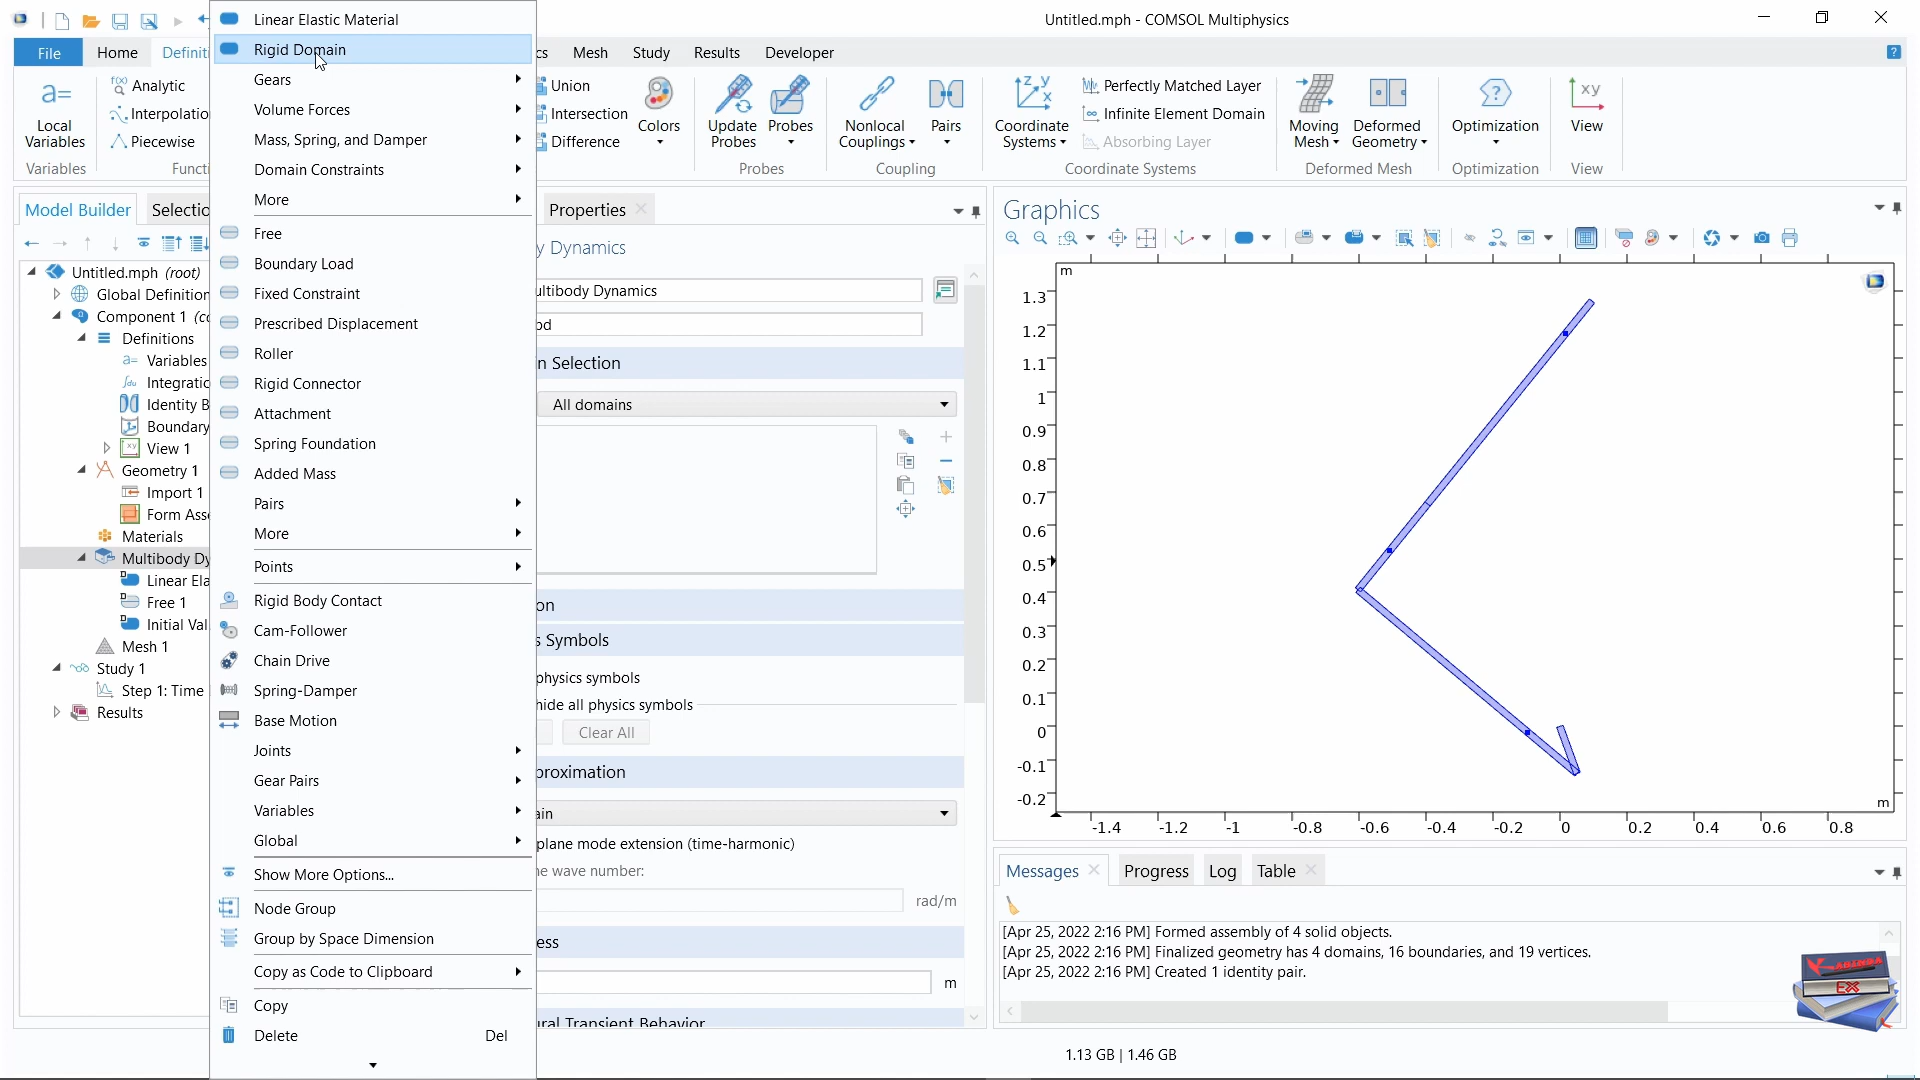 Untitled.mph - COMSOL Multiphysics
File
Home
Definiti
cs
Mesh
Study
Results
Developer
a=
Local
Variables
Variables
Analytic
Interpolatio
Piecewise
Functi
Union
Intersection
Difference
Colors
Update
Probes
Probes
Probes
Nonlocal
Couplings
Pairs
Coupling
Coordinate
Systems
Perfectly Matched Layer
Infinite Element Domain
Absorbing Layer
Coordinate Systems
Moving
Mesh
Deformed
Geometry
Deformed Mesh
Optimization
Optimization
View
View
Model Builder
Selectio
Untitled.mph (root)
Global Definition
Component 1 (co
Definitions
Variables
Integratio
Identity B
Boundary
View 1
Geometry 1
Import 1
Form Asse
Materials
Multibody Dy
Linear Ela
Free 1
Initial Val
Mesh 1
Study 1
Step 1: Time
Results
Linear Elastic Material
Rigid Domain
Gears
Volume Forces
Mass, Spring, and Damper
Domain Constraints
More
Free
Boundary Load
Fixed Constraint
Prescribed Displacement
Roller
Rigid Connector
Attachment
Spring Foundation
Added Mass
Pairs
More
Points
Rigid Body Contact
Cam-Follower
Chain Drive
Spring-Damper
Base Motion
Joints
Gear Pairs
Variables
Global
Show More Options...
Node Group
Group by Space Dimension
Copy as Code to Clipboard
Copy
Delete Del
Properties
y Dynamics
ultibody Dynamics
bd
in Selection
All domains
on
s Symbols
physics symbols
hide all physics symbols
Clear All
proximation
ain
plane mode extension (time-harmonic)
ne wave number:
rad/m
ess
m
ural Transient Behavior
Graphics
m
1.3
1.2
1.1
1
0.9
0.8
0.7
0.6
0.5
0.4
0.3
0.2
0.1
0
-0.1
-0.2
m
-1.4 -1.2 -1 -0.8 -0.6 -0.4 -0.2 0 0.2 0.4 0.6 0.8
Messages
Progress
Log
Table
[Apr 25, 2022 2:16 PM] Formed assembly of 4 solid objects.
[Apr 25, 2022 2:16 PM] Finalized geometry has 4 domains, 16 boundaries, and 19 vertices.
[Apr 25, 2022 2:16 PM] Created 1 identity pair.
EX
1.13 GB | 1.46 GB